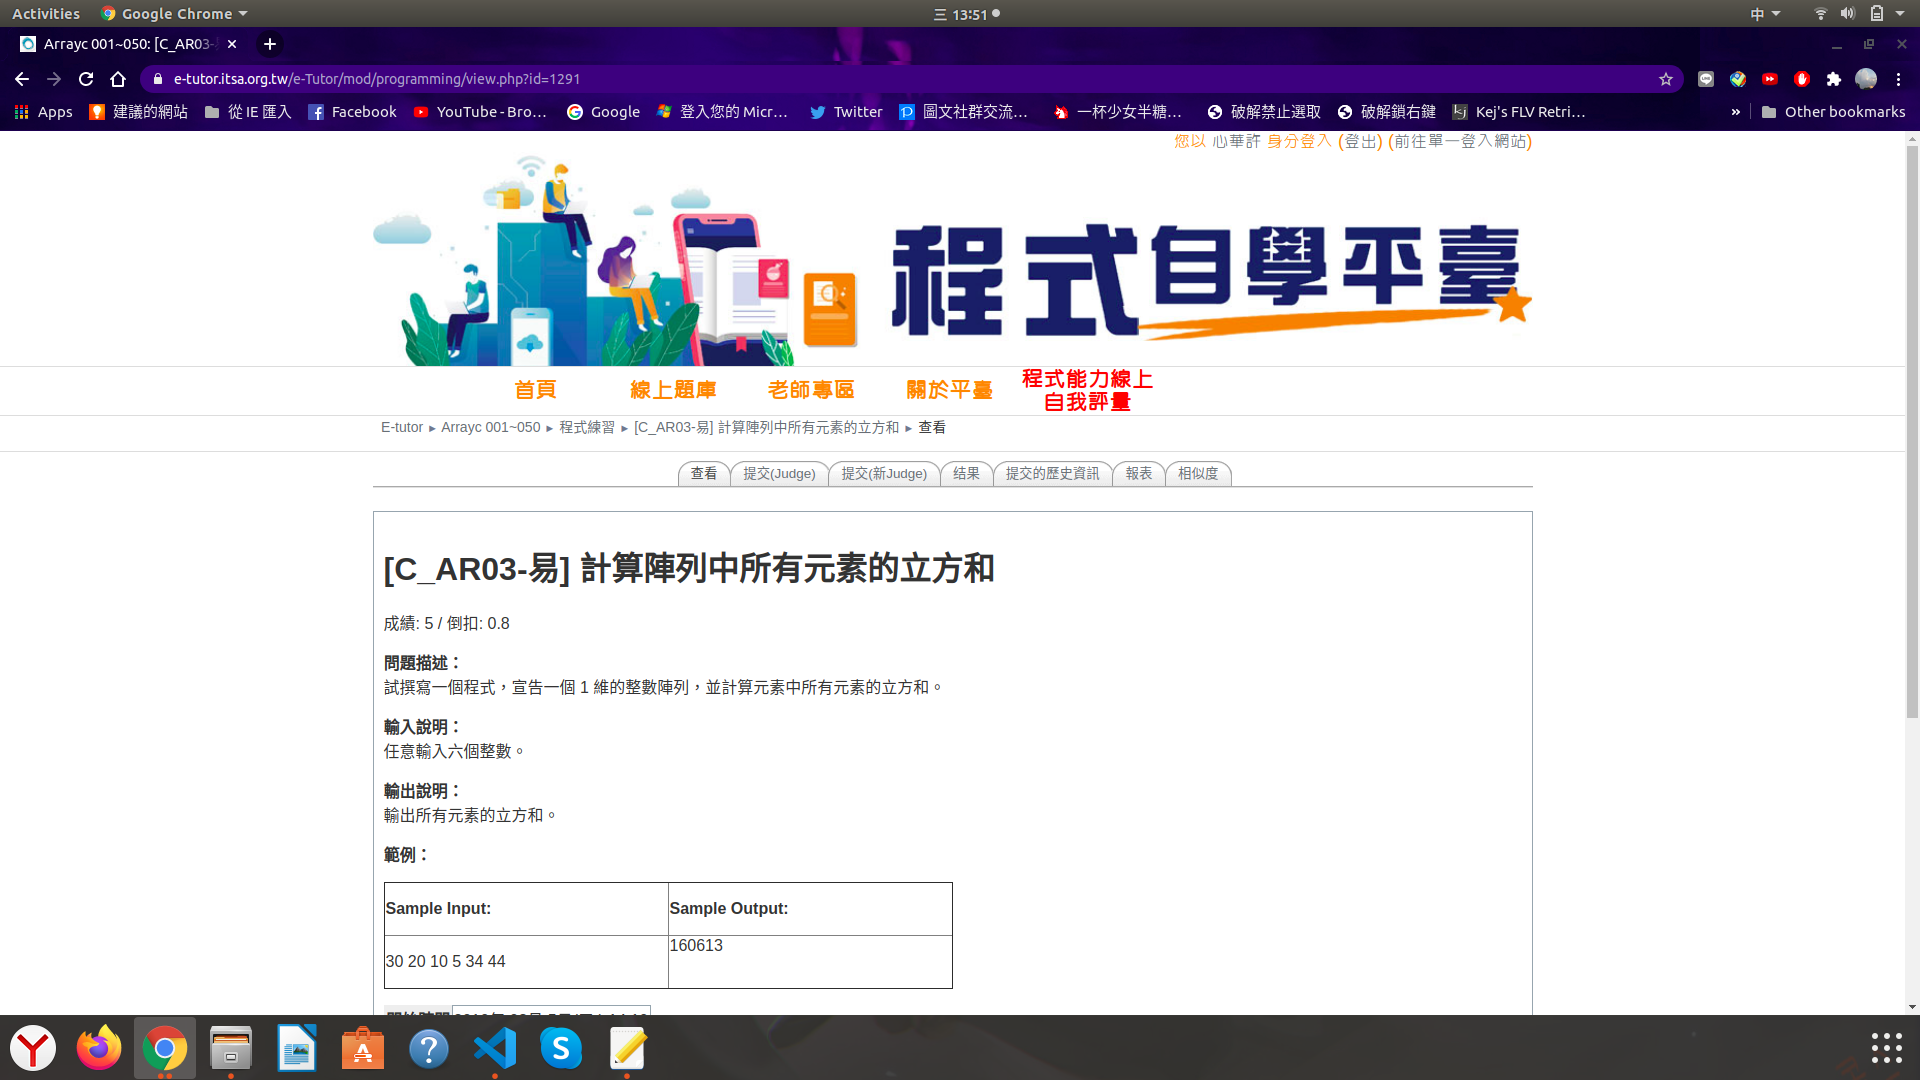 Activities
Google Chrome
三 13:51
中
Arrayc 001~050: [C_AR03-
e-tutor.itsa.org.tw/e-Tutor/mod/programming/view.php?id=1291
Apps
建議的網站
從 IE 匯入
Facebook
YouTube - Bro…
Google
登入您的 Micr…
Twitter
圖文社群交流…
一杯少女半糖…
破解禁止選取
破解鎖右鍵
Kej's FLV Retri…
»
Other bookmarks
您以 心華許 身分登入 (登出) (前往單一登入網站)
程式自學平臺
首頁
線上題庫
老師專區
關於平臺
程式能力線上
自我評量
E-tutor ► Arrayc 001~050 ► 程式練習 ► [C_AR03-易] 計算陣列中所有元素的立方和 ► 查看
查看
提交(Judge)
提交(新Judge)
结果
提交的歷史資訊
報表
相似度
[C_AR03-易] 計算陣列中所有元素的立方和
成績: 5 / 倒扣: 0.8
問題描述：
試撰寫一個程式，宣告一個 1 維的整數陣列，並計算元素中所有元素的立方和。
輸入說明：
任意輸入六個整數。
輸出說明：
輸出所有元素的立方和。
範例：
Sample Input:
Sample Output:
30 20 10 5 34 44
160613